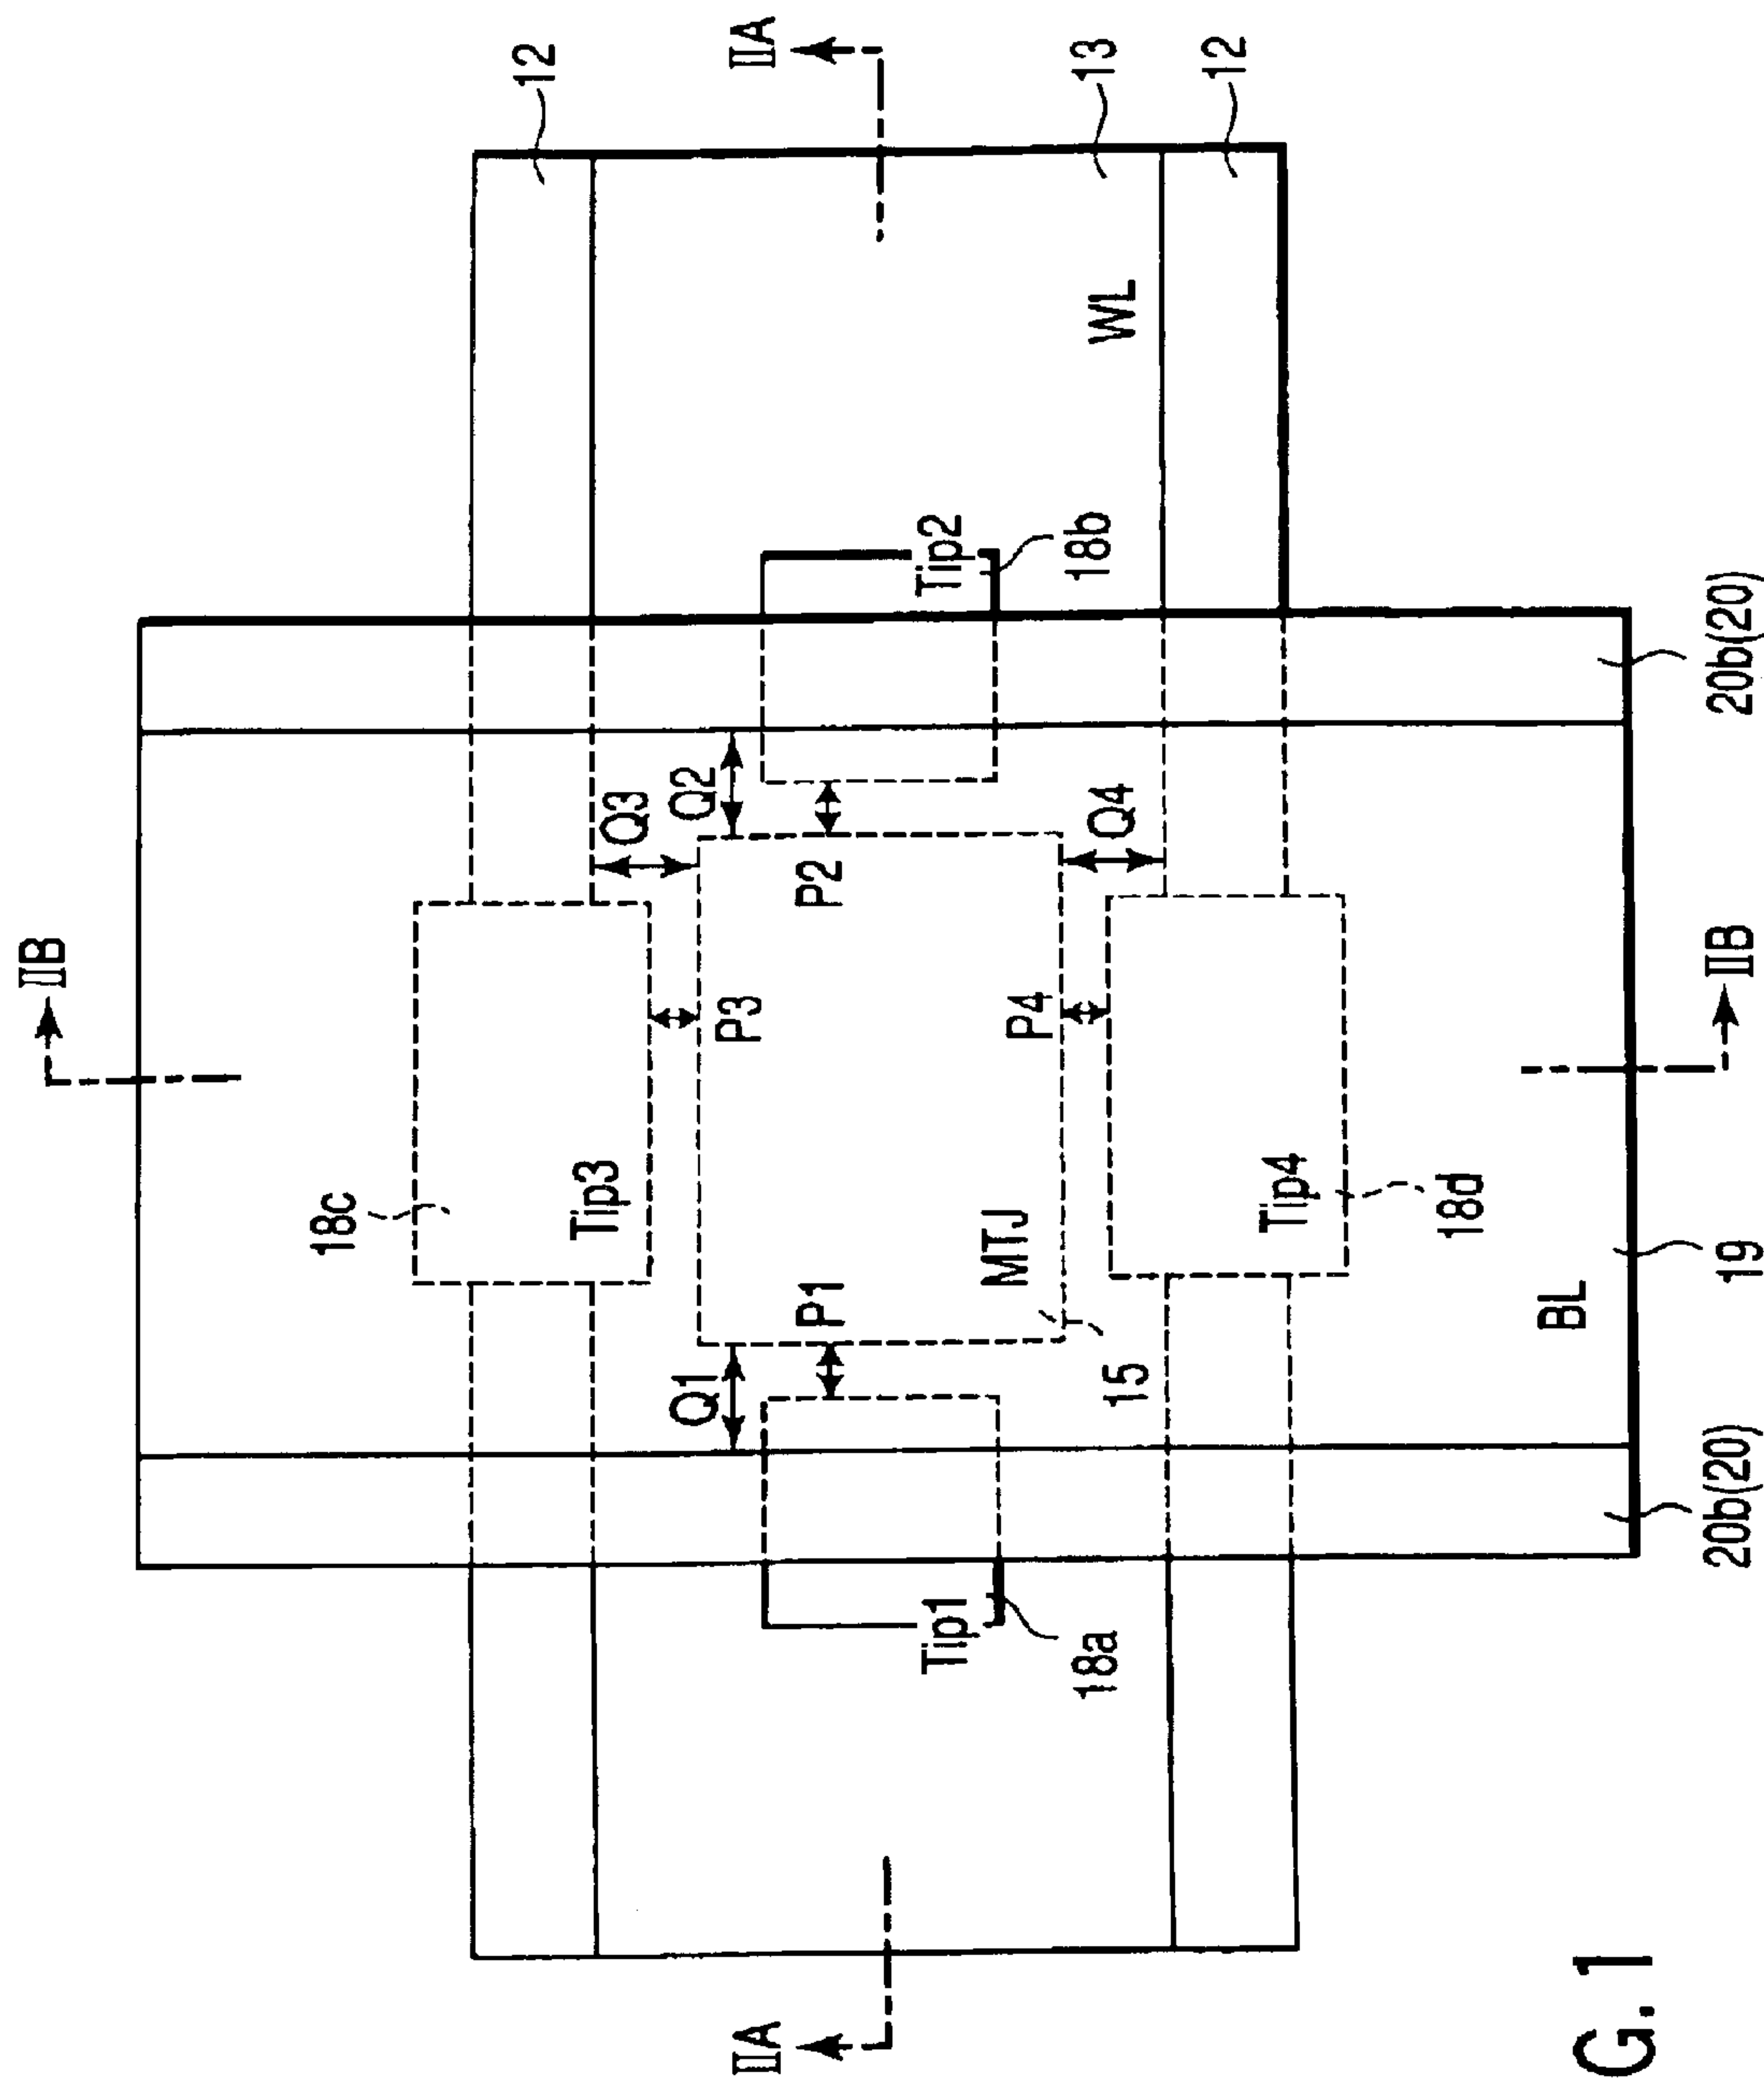 IIB
18c
Tip3
Q3
12
IIA
Q1
Q2
P3
P1
P2
IIA
Tip1
MTJ
P4
Tip2
18a
15
Q4
18b
WL
13
Tip4
12
18d
BL
G. 1
20b(20)
19
IIB
20b(20)